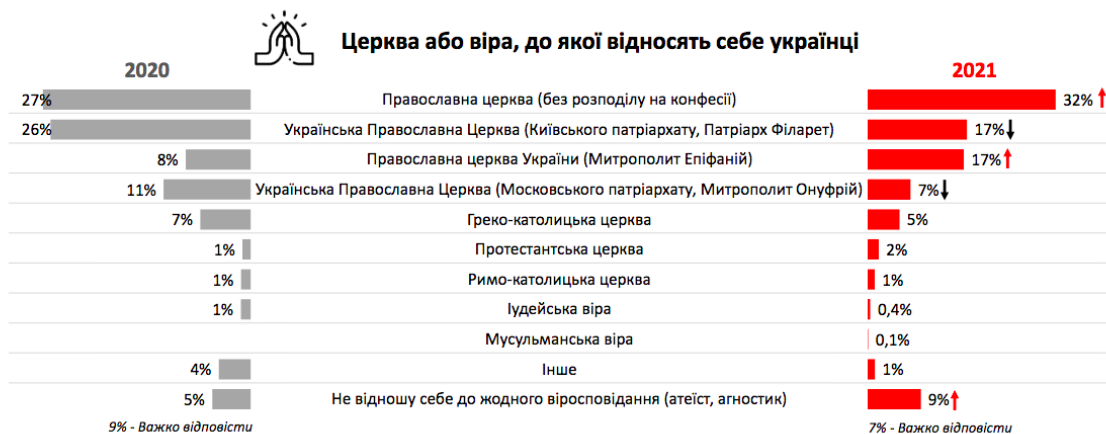 Церква або віра, до якої відносять себе українці
2020 2021
27% Православна церква (без розподілу на конфесії) 32%
26% Українська Православна Церква (Київського патріархату, Патріарх Філарет) 17%
8% Православна церква України (Митрополит Епіфаній) 17%
11% Українська Православна Церква (Московського патріархату, Митрополит Онуфрій) 7%
7% Греко-католицька церква 5%
1% Протестантська церква 2%
1% Римо-католицька церква 1%
1% Іудейська віра 0,4%
Мусульманська віра 0,1%
4% Інше 1%
5% Не відношу себе до жодного віросповідання (атеїст, агностик) 9%
9% - Важко відповісти 7% - Важко відповісти